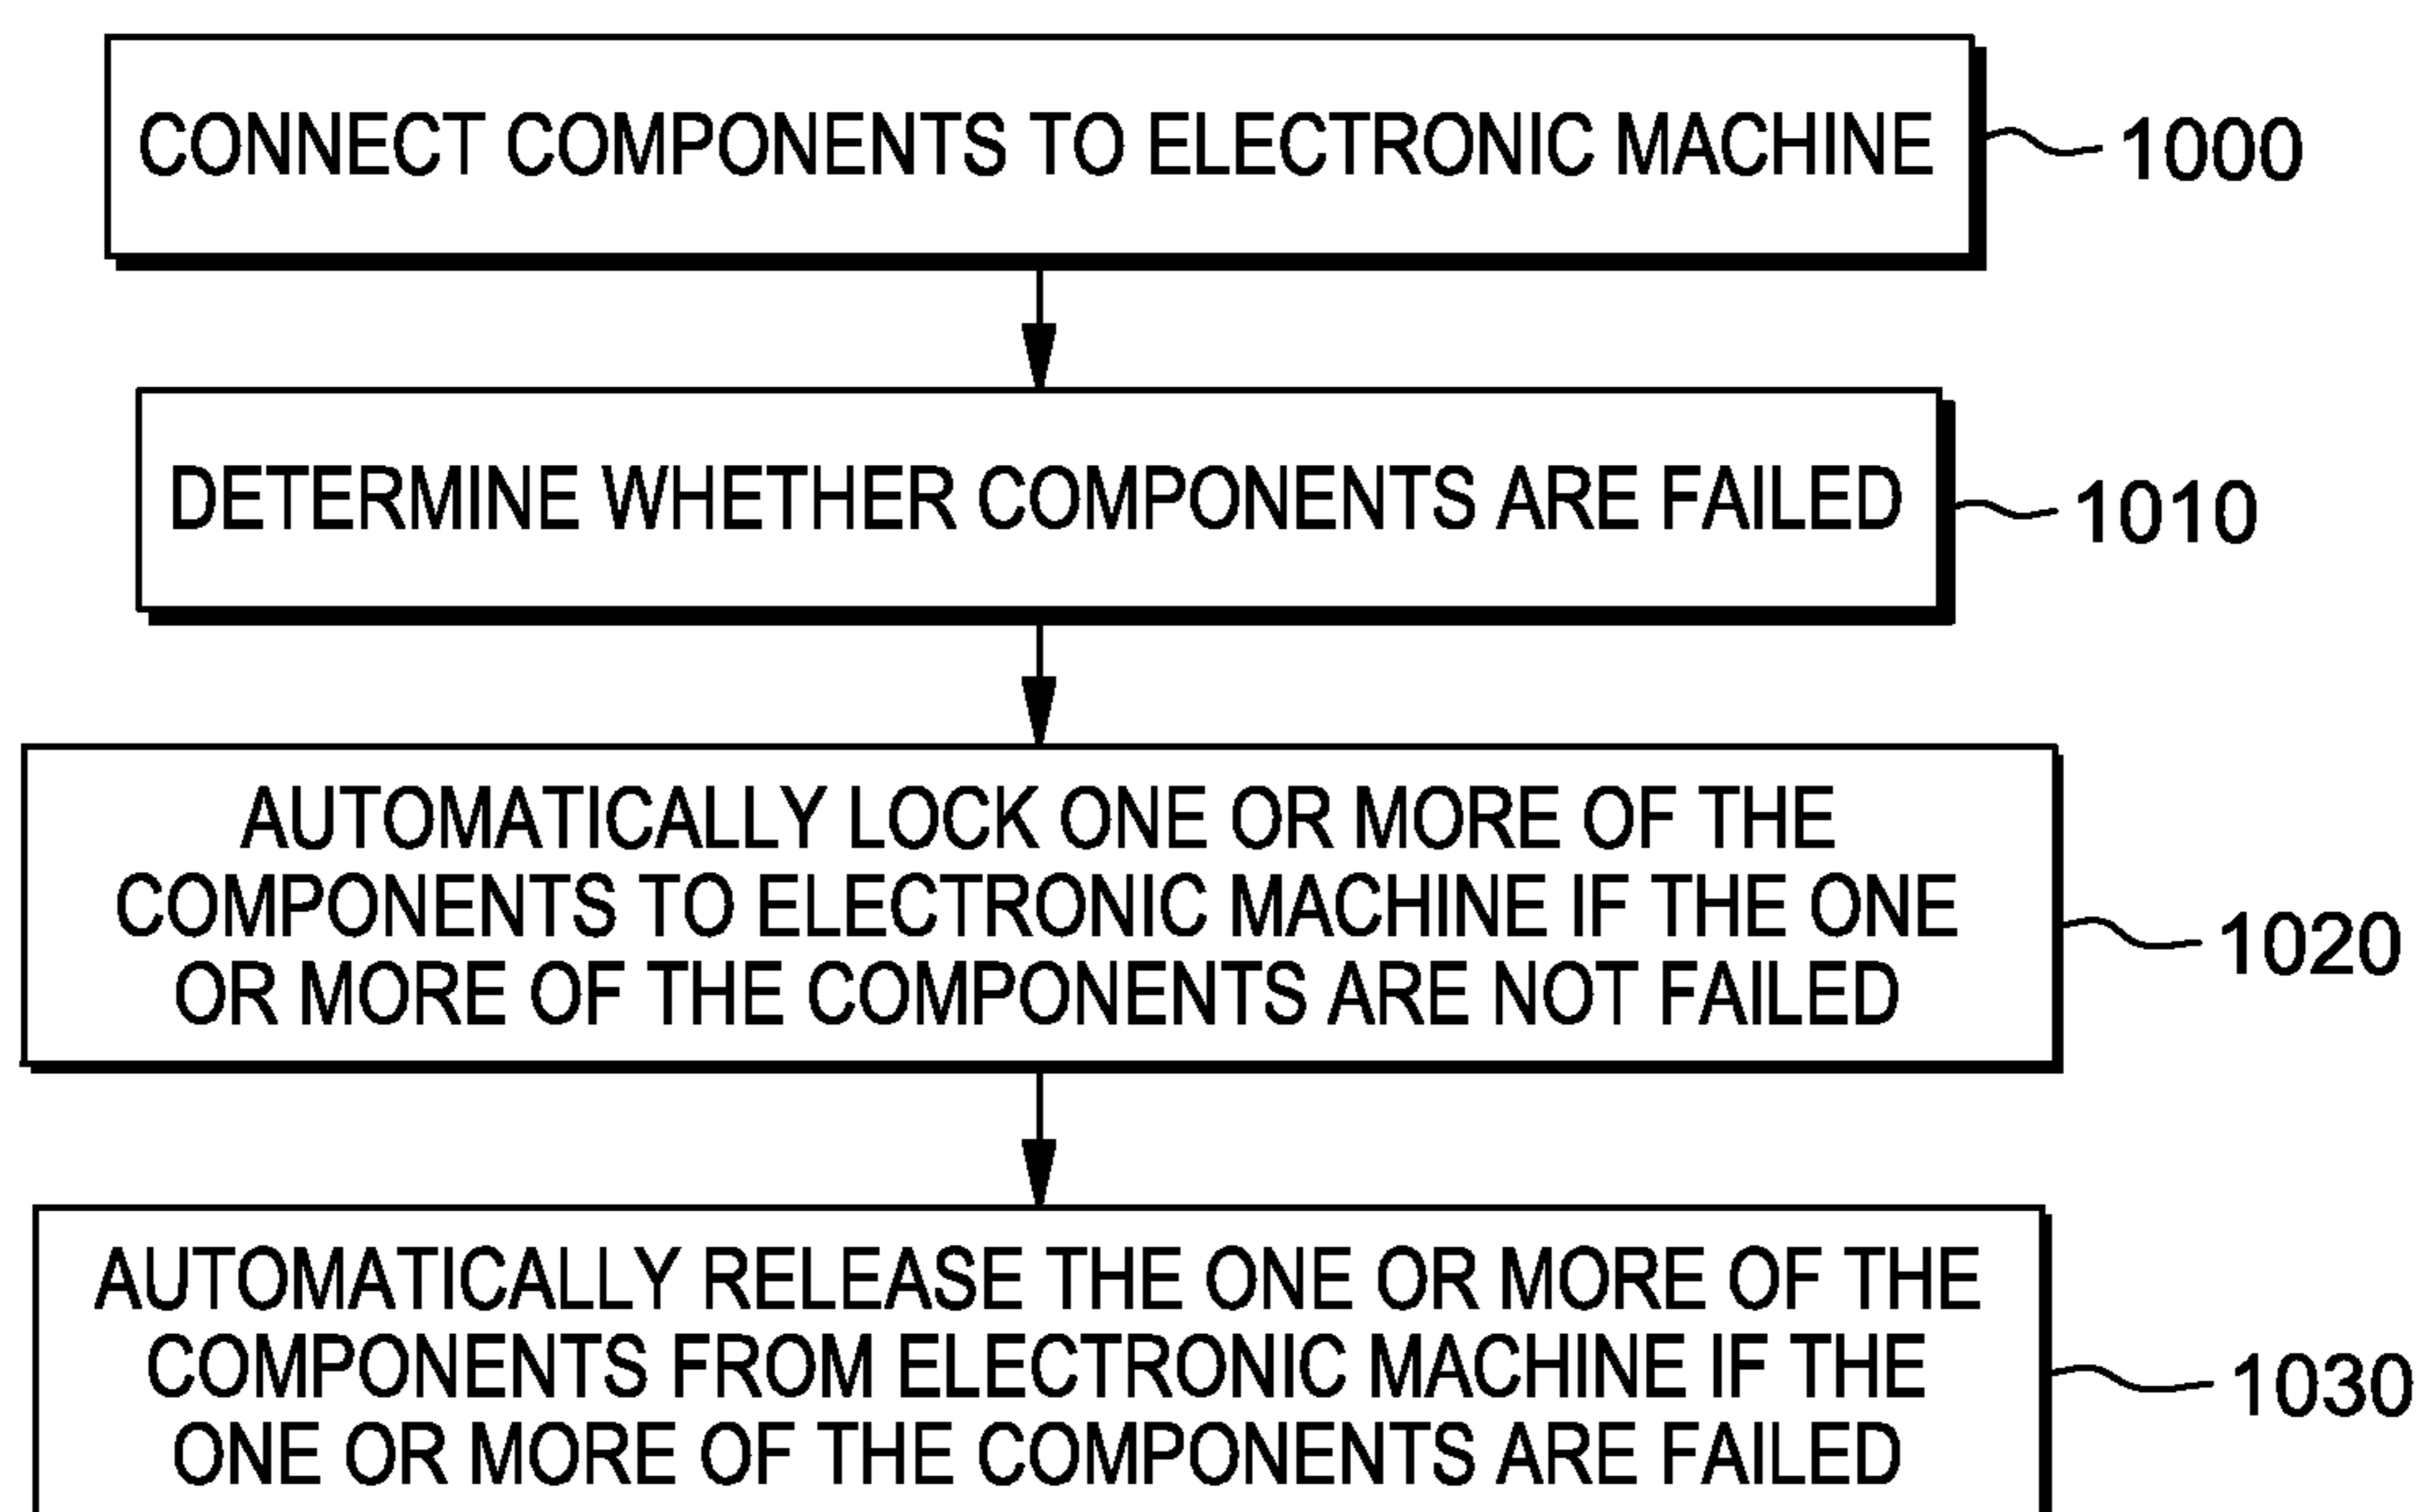 CONNECT COMPONENTS TO ELECTRONIC MACHINE
1000
DETERMINE WHETHER COMPONENTS ARE FAILED
1010
AUTOMATICALLY LOCK ONE OR MORE OF THE
COMPONENTS TO ELECTRONIC MACHINE IF THE ONE
OR MORE OF THE COMPONENTS ARE NOT FAILED
1020
AUTOMATICALLY RELEASE THE ONE OR MORE OF THE
COMPONENTS FROM ELECTRONIC MACHINE IF THE
ONE OR MORE OF THE COMPONENTS ARE FAILED
1030